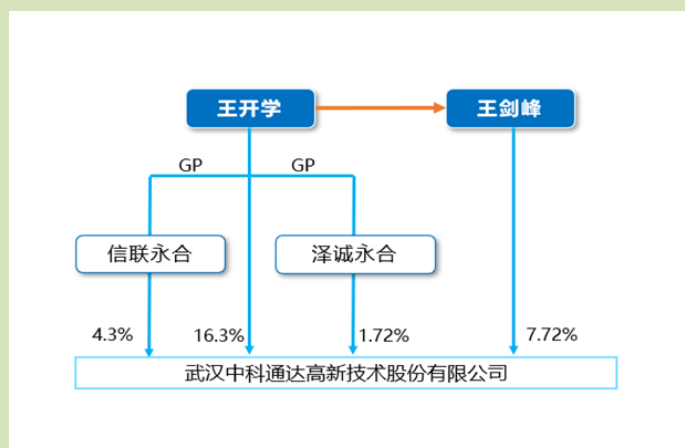 王开学
王剑峰
GP
GP
信联永合
泽诚永合
4.3%
16.3%
1.72%
7.72%
武汉中科通达高新技术股份有限公司